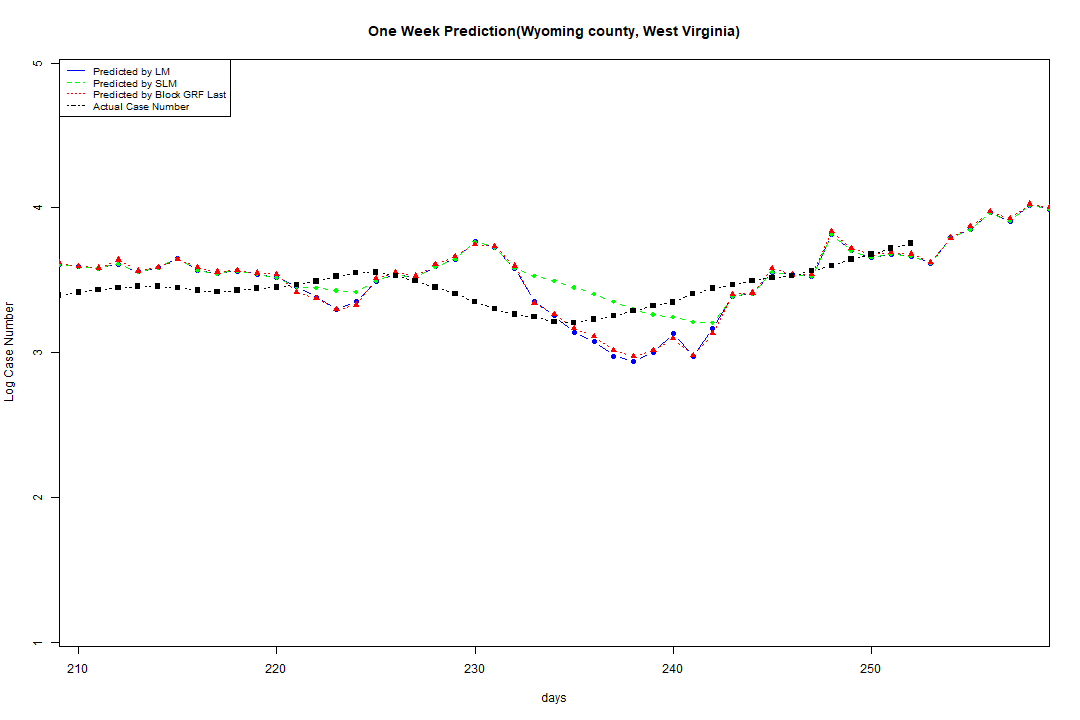 One Week Prediction(Wyoming county, West Virginia)
Predicted by LM
Predicted by SLM
Predicted by Block GRF Last
Actual Case Number
5
4
3
2
1
Log Case Number
210 220 230 240 250
days